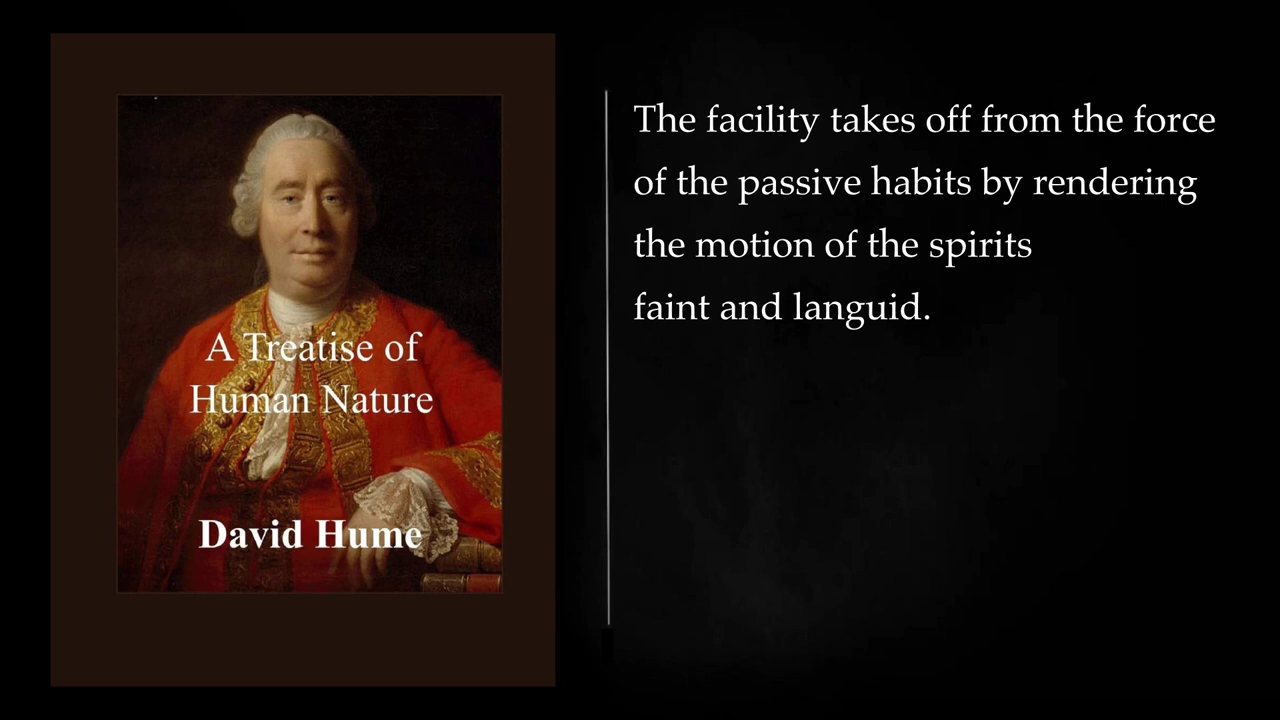 A Treatise of
Human Nature
David Hume
The facility takes off from the force
of the passive habits by rendering
the motion of the spirits
faint and languid.